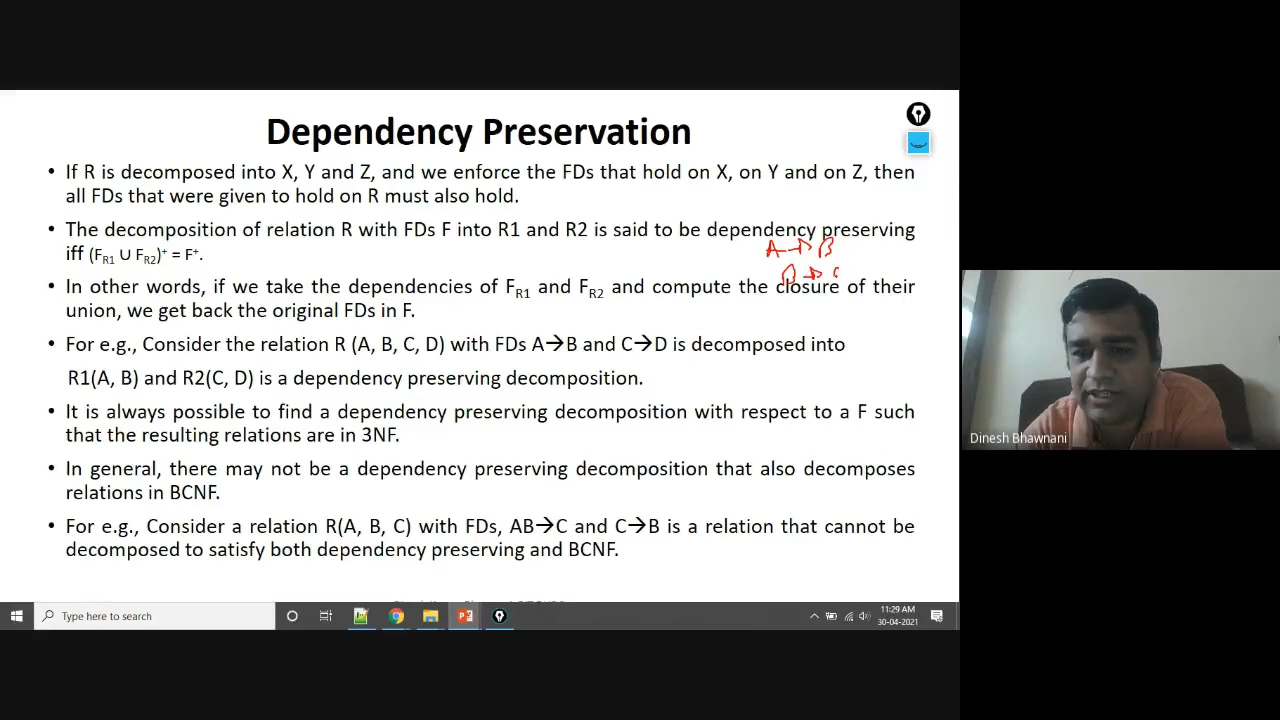 Dependency Preservation
• If R is decomposed into X, Y and Z, and we enforce the FDs that hold on X, on Y and on Z, then
all FDs that were given to hold on R must also hold.
• The decomposition of relation R with FDs F into R1 and R2 is said to be dependency preserving
iff (FR1 ∪ FR2)+ = F+.
A → B
B →
• In other words, if we take the dependencies of FR1 and FR2 and compute the closure of their
union, we get back the original FDs in F.
• For e.g., Consider the relation R (A, B, C, D) with FDs A→B and C→D is decomposed into
R1(A, B) and R2(C, D) is a dependency preserving decomposition.
• It is always possible to find a dependency preserving decomposition with respect to a F such
that the resulting relations are in 3NF.
• In general, there may not be a dependency preserving decomposition that also decomposes
relations in BCNF.
• For e.g., Consider a relation R(A, B, C) with FDs, AB→C and C→B is a relation that cannot be
decomposed to satisfy both dependency preserving and BCNF.
Dinesh Bhawnani
Type here to search
11:29 AM
30-04-2021